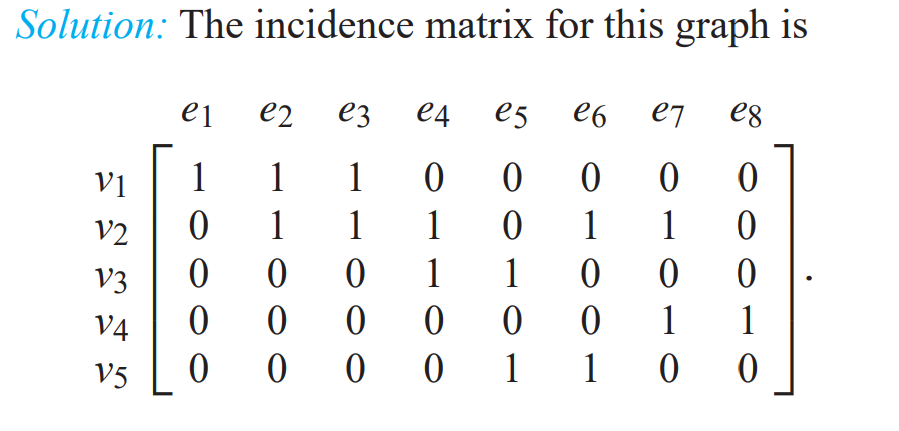 Solution: The incidence matrix for this graph is
e1 e2 e3 e4 e5 e6 e7 e8
v1 1 1 1 0 0 0 0 0
v2 0 1 1 1 0 1 1 0
v3 0 0 0 1 1 0 0 0 .
v4 0 0 0 0 0 0 1 1
v5 0 0 0 0 1 1 0 0